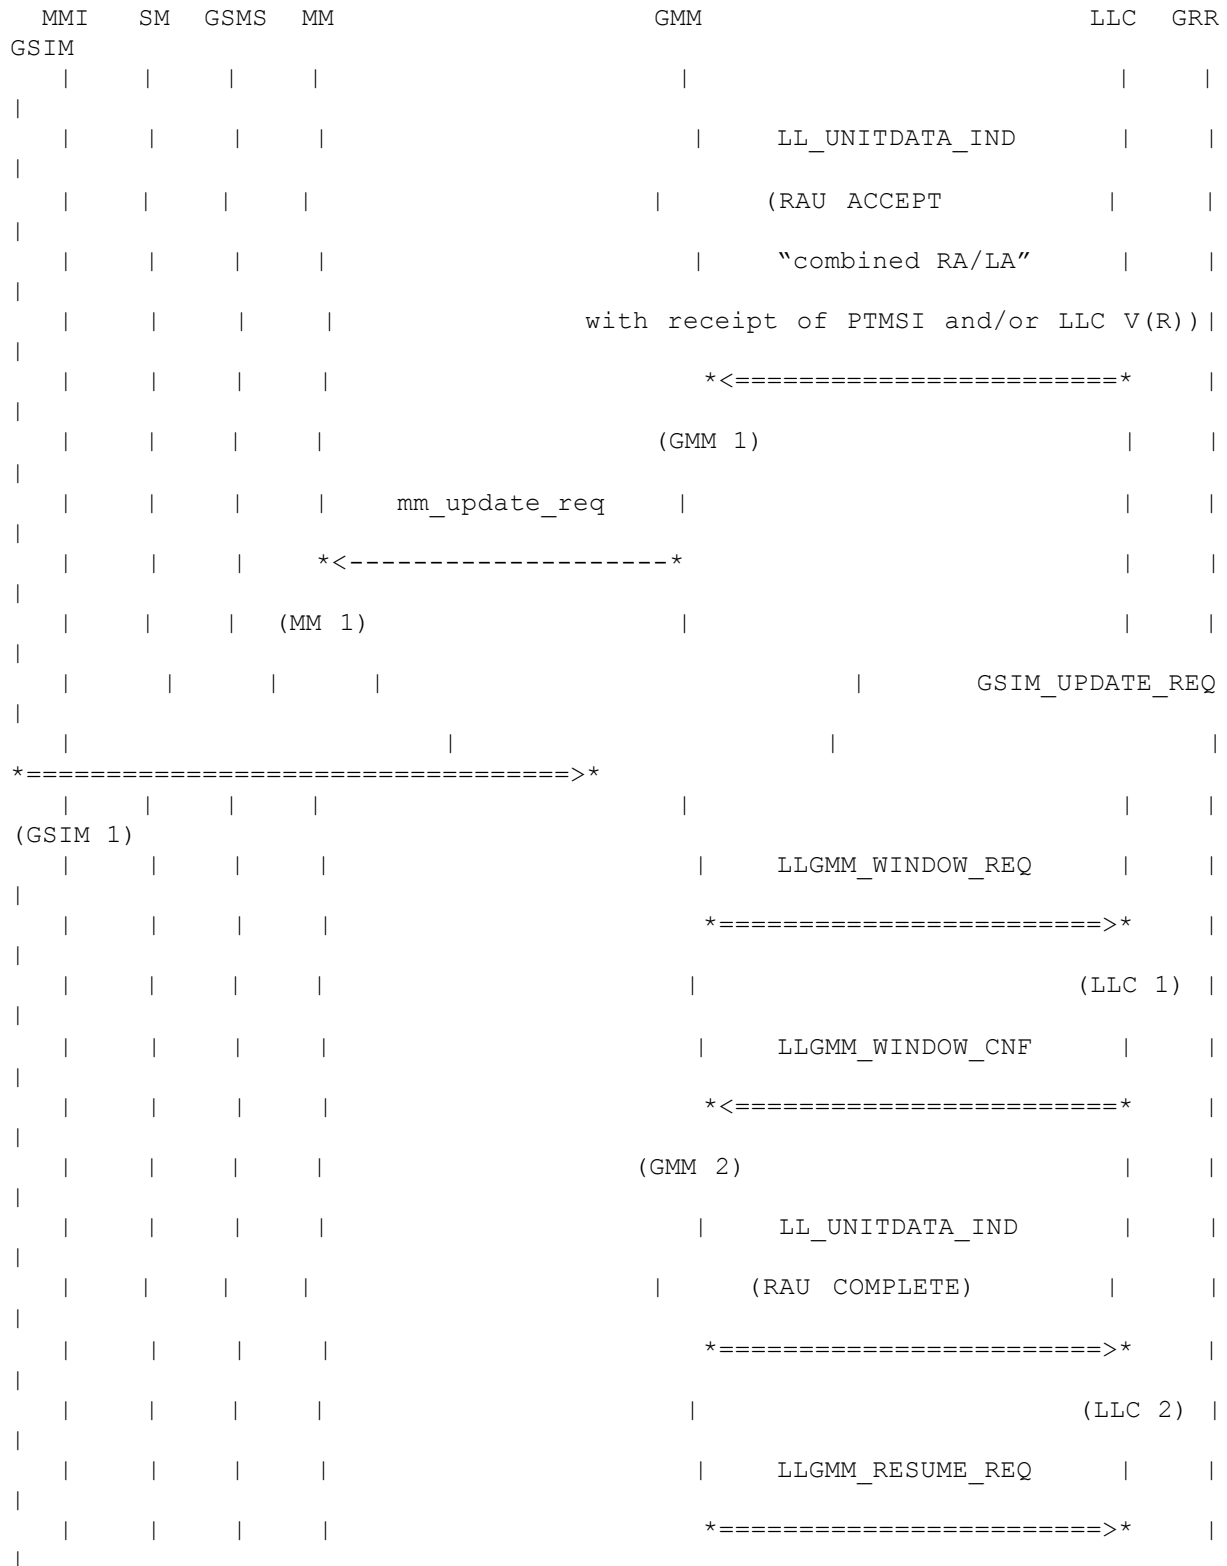 MMI SM GSMS MM GMM LLC GRR
GSIM
| | | | | | |
|
| | | | | LL_UNITDATA_IND | |
|
| | | | | (RAU ACCEPT | |
|
| | | | | “combined RA/LA” | |
|
| | | | with receipt of PTMSI and/or LLC V(R))|
|
| | | | *<========================* |
|
| | | | (GMM 1) | |
|
| | | | mm_update_req | | |
|
| | | *<--------------------* | |
|
| | | (MM 1) | | |
|
| | | | | GSIM_UPDATE_REQ
|
| | | |
*==================================>*
| | | | | | |
(GSIM 1)
| | | | | LLGMM_WINDOW_REQ | |
|
| | | | *========================>* |
|
| | | | | (LLC 1) |
|
| | | | | LLGMM_WINDOW_CNF | |
|
| | | | *<========================* |
|
| | | | (GMM 2) | |
|
| | | | | LL_UNITDATA_IND | |
|
| | | | | (RAU COMPLETE) | |
|
| | | | *========================>* |
|
| | | | | (LLC 2) |
|
| | | | | LLGMM_RESUME_REQ | |
|
| | | | *========================>* |
|